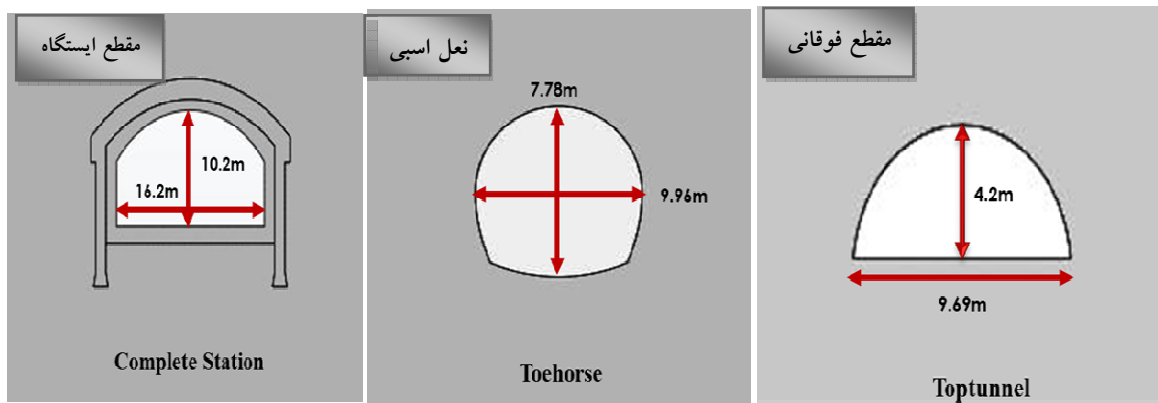 مقطع ایستگاه
10.2m
16.2m
Complete Station
نعل اسبی
7.78m
9.96m
Toehorse
مقطع فوقانی
4.2m
9.69m
Toptunnel